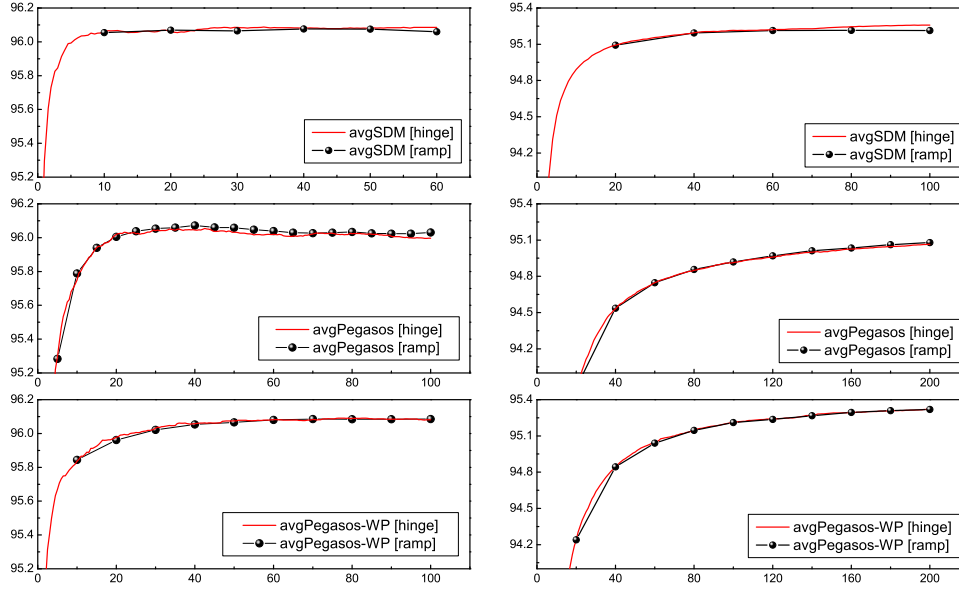 96.2
96.0
95.8
95.6
95.4
95.2
0 10 20 30 40 50 60
avgSDM [hinge]
avgSDM [ramp]
95.4
95.1
94.8
94.5
94.2
0 20 40 60 80 100
avgSDM [hinge]
avgSDM [ramp]
96.2
96.0
95.8
95.6
95.4
95.2
0 20 40 60 80 100
avgPegasos [hinge]
avgPegasos [ramp]
95.4
95.1
94.8
94.5
94.2
0 40 80 120 160 200
avgPegasos [hinge]
avgPegasos [ramp]
96.2
96.0
95.8
95.6
95.4
95.2
0 20 40 60 80 100
avgPegasos-WP [hinge]
avgPegasos-WP [ramp]
95.4
95.1
94.8
94.5
94.2
0 40 80 120 160 200
avgPegasos-WP [hinge]
avgPegasos-WP [ramp]